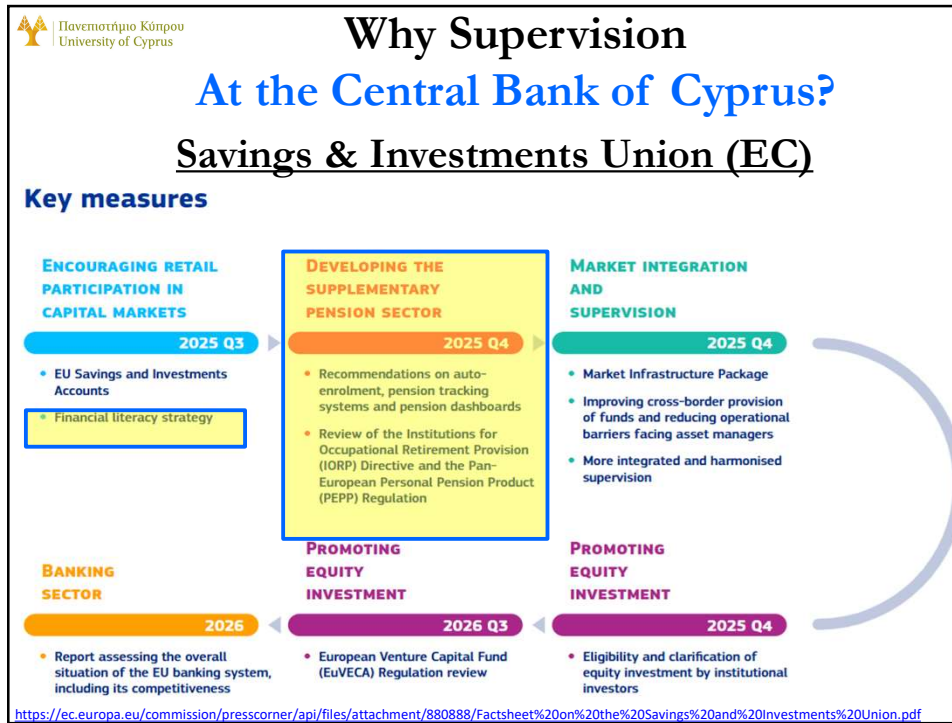 Πανεπιστήμιο Κύπρου
University of Cyprus
Why Supervision
At the Central Bank of Cyprus?
Savings & Investments Union (EC)
Key measures
ENCOURAGING RETAIL
PARTICIPATION IN
CAPITAL MARKETS
2025 Q3
• EU Savings and Investments
Accounts
• Financial literacy strategy
DEVELOPING THE
SUPPLEMENTARY
PENSION SECTOR
2025 Q4
• Recommendations on auto-
enrolment, pension tracking
systems and pension dashboards
• Review of the Institutions for
Occupational Retirement Provision
(IORP) Directive and the Pan-
European Personal Pension Product
(PEPP) Regulation
MARKET INTEGRATION
AND
SUPERVISION
2025 Q4
• Market Infrastructure Package
• Improving cross-border provision
of funds and reducing operational
barriers facing asset managers
• More integrated and harmonised
supervision
BANKING
SECTOR
2026
• Report assessing the overall
situation of the EU banking system,
including its competitiveness
PROMOTING
EQUITY
INVESTMENT
2026 Q3
• European Venture Capital Fund
(EuVECA) Regulation review
PROMOTING
EQUITY
INVESTMENT
2025 Q4
• Eligibility and clarification of
equity investment by institutional
investors
https://ec.europa.eu/commission/presscorner/api/files/attachment/880888/Factsheet%20on%20the%20Savings%20and%20Investments%20Union.pdf